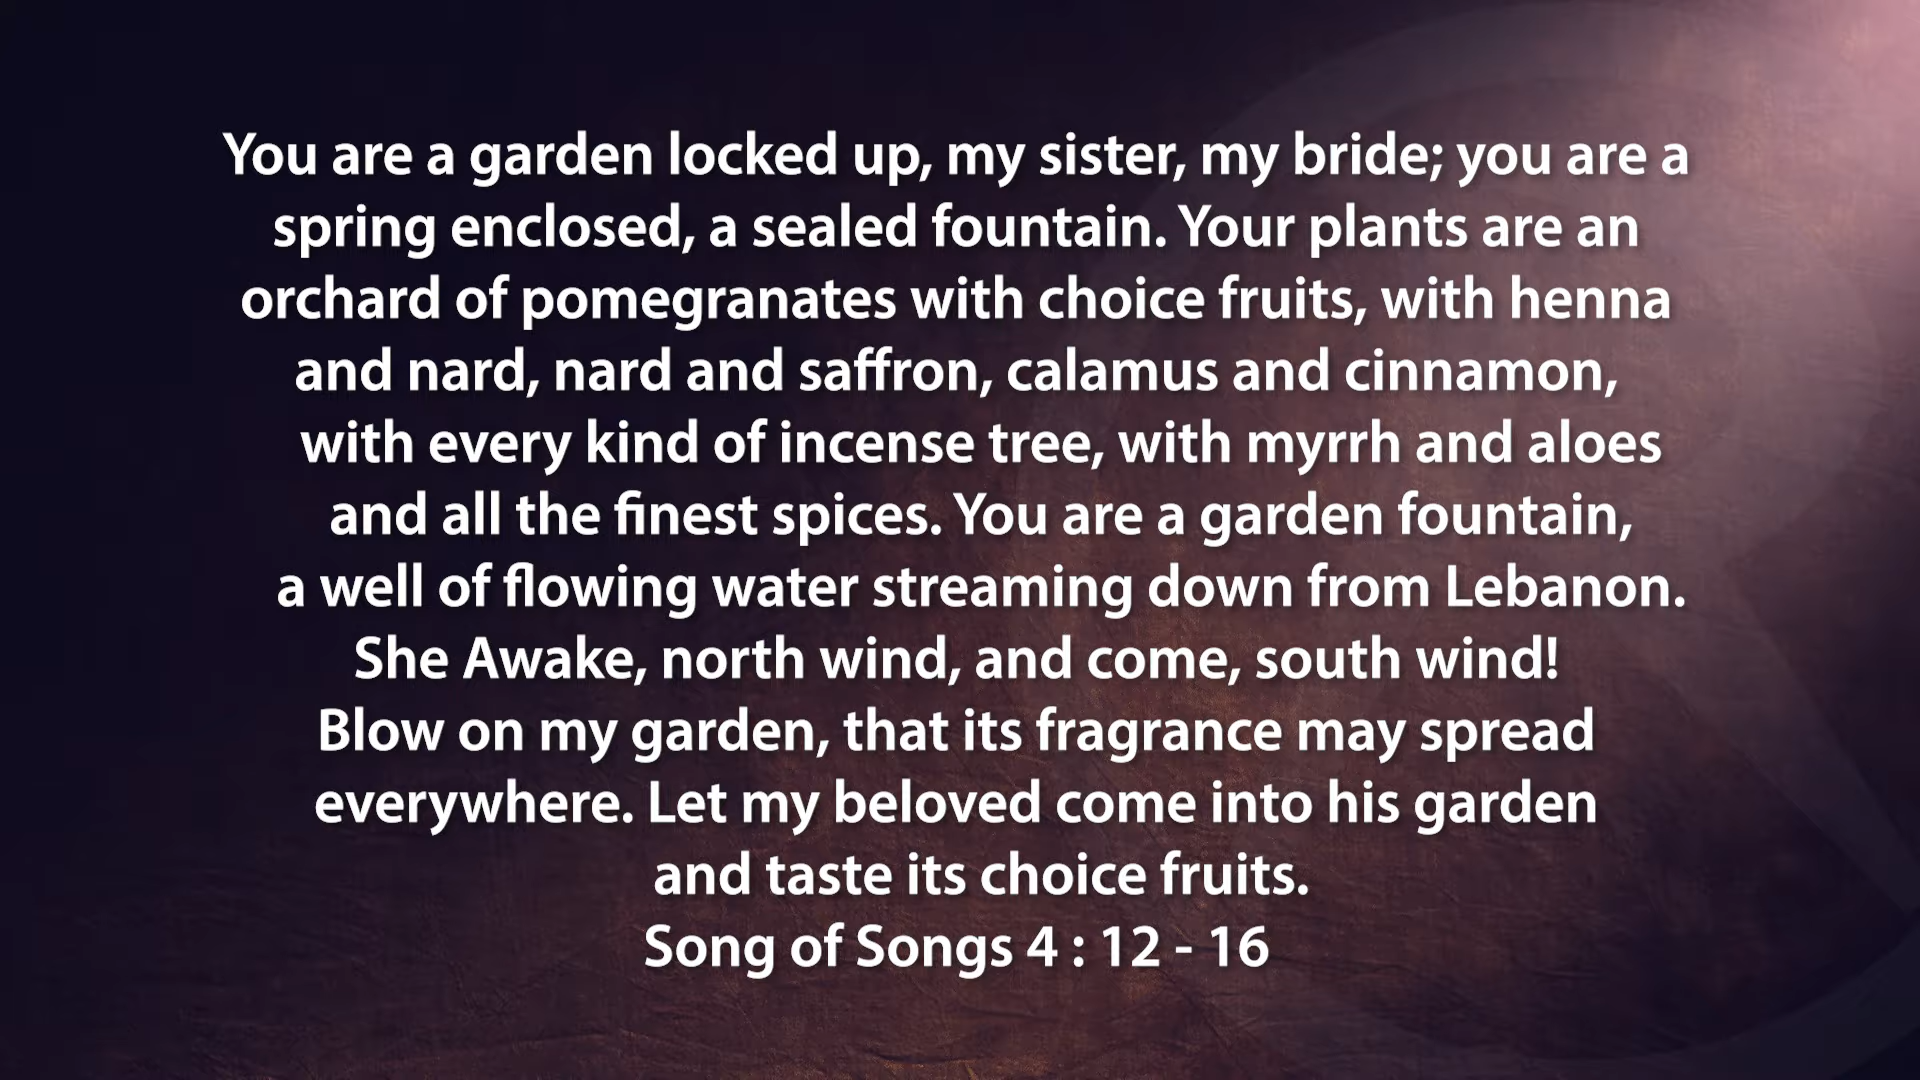 You are a garden locked up, my sister, my bride; you are a
spring enclosed, a sealed fountain. Your plants are an
orchard of pomegranates with choice fruits, with henna
and nard, nard and saffron, calamus and cinnamon,
with every kind of incense tree, with myrrh and aloes
and all the finest spices. You are a garden fountain,
a well of flowing water streaming down from Lebanon.
She Awake, north wind, and come, south wind!
Blow on my garden, that its fragrance may spread
everywhere. Let my beloved come into his garden
and taste its choice fruits.
Song of Songs 4 : 12 - 16